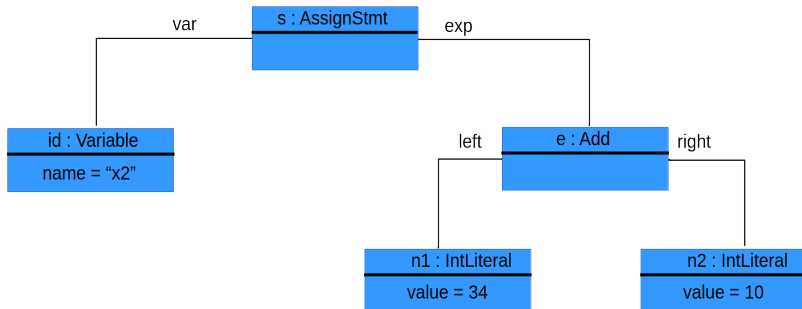 s : AssignStmt
var
exp
id : Variable
name = “x2”
e : Add
left
right
n1 : IntLiteral
value = 34
n2 : IntLiteral
value = 10